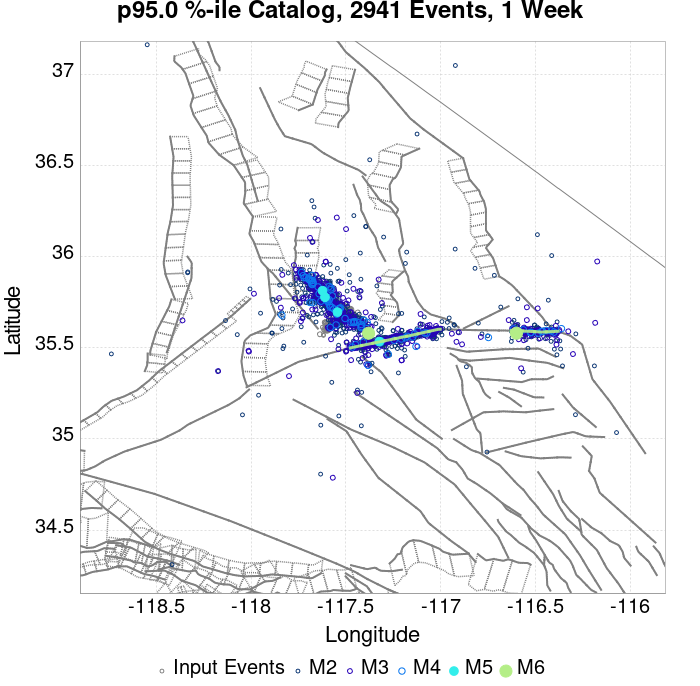 p95.0 %-ile Catalog, 2941 Events, 1 Week
37
36.5
36
35.5
35
34.5
Latitude
-118.5 -118 -117.5 -117 -116.5 -116
Longitude
Input Events M2 M3 M4 M5 M6